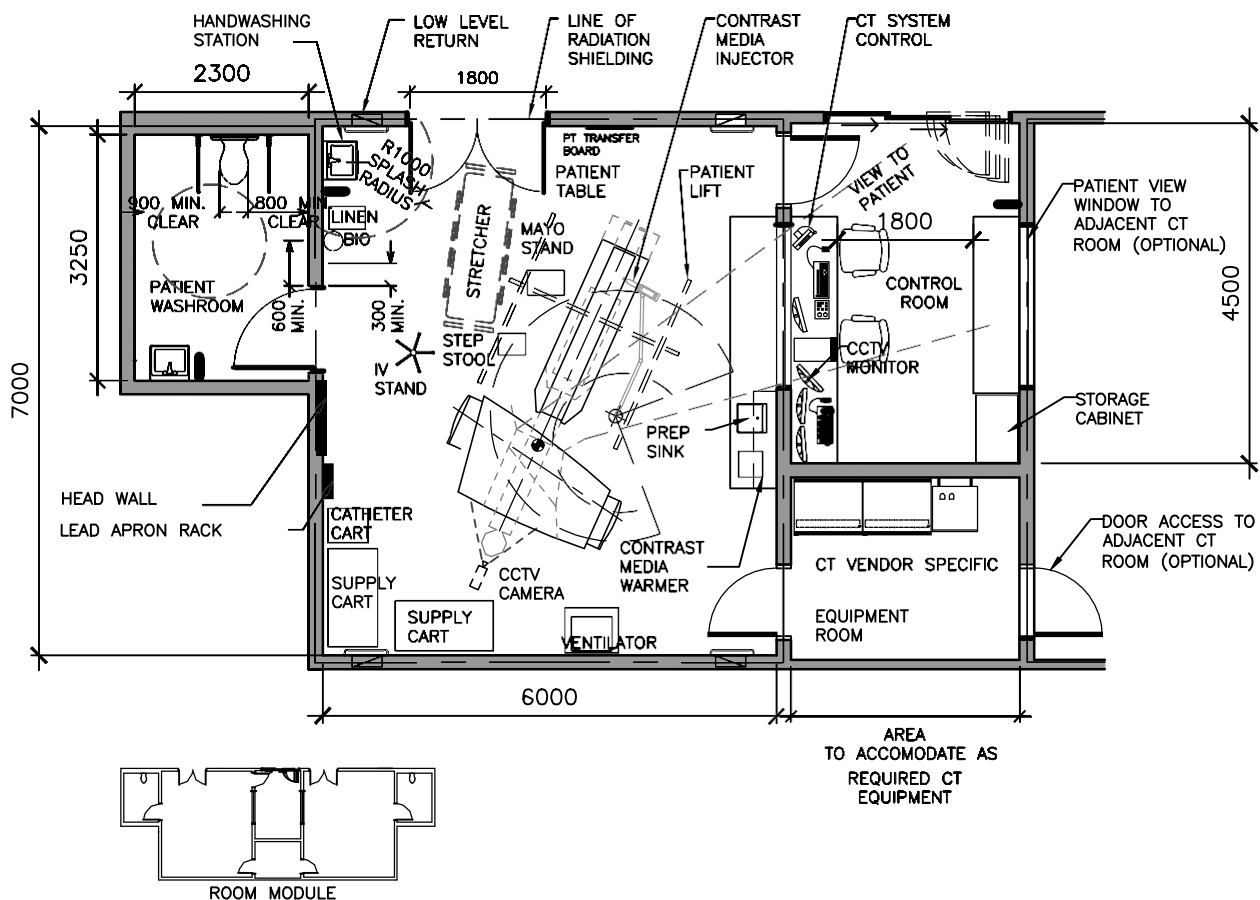 HANDWASHING
STATION
LOW LEVEL
RETURN
LINE OF
RADIATION
SHIELDING
CONTRAST
MEDIA
INJECTOR
CT SYSTEM
CONTROL
2300
1800
PT TRANSFER
BOARD
PATIENT
TABLE
PATIENT
LIFT
R1000
SPLASH
RADIUS
VIEW TO
PATIENT
PATIENT VIEW
WINDOW TO
ADJACENT CT
ROOM (OPTIONAL)
900 MIN.
CLEAR
800 MIN.
CLEAR
LINEN
BIO
MAYO
STAND
1800
STRETCHER
3250
PATIENT
WASHROOM
600
MIN.
300
MIN.
CONTROL
ROOM
4500
STEP
STOOL
IV
STAND
CCTV
MONITOR
7000
STORAGE
CABINET
PREP
SINK
HEAD WALL
LEAD APRON RACK
CATHETER
CART
DOOR ACCESS TO
ADJACENT CT
ROOM (OPTIONAL)
CONTRAST
MEDIA
WARMER
CT VENDOR SPECIFIC
SUPPLY
CART
CCTV
CAMERA
SUPPLY
CART
VENTILATOR
EQUIPMENT
ROOM
6000
AREA
TO ACCOMODATE AS
REQUIRED CT
EQUIPMENT
ROOM MODULE